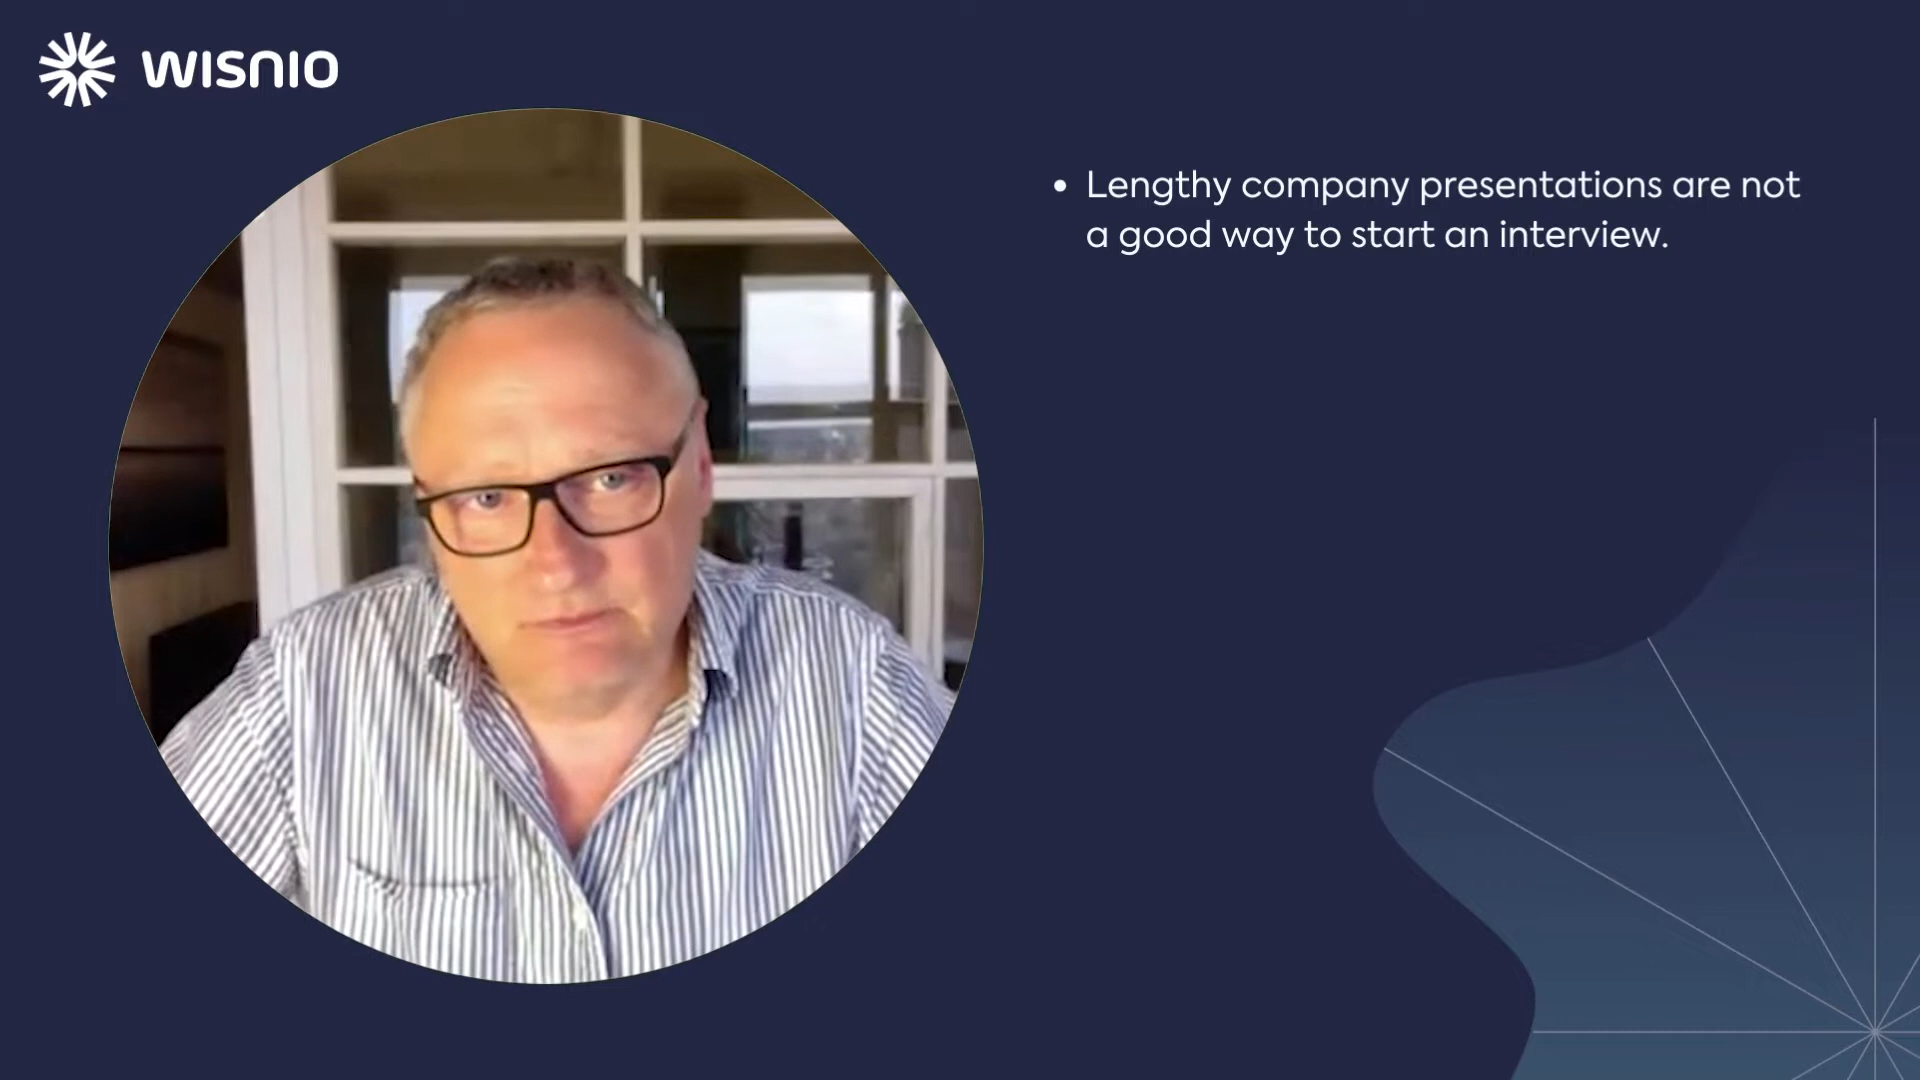 WISNIO
• Lengthy company presentations are not
a good way to start an interview.